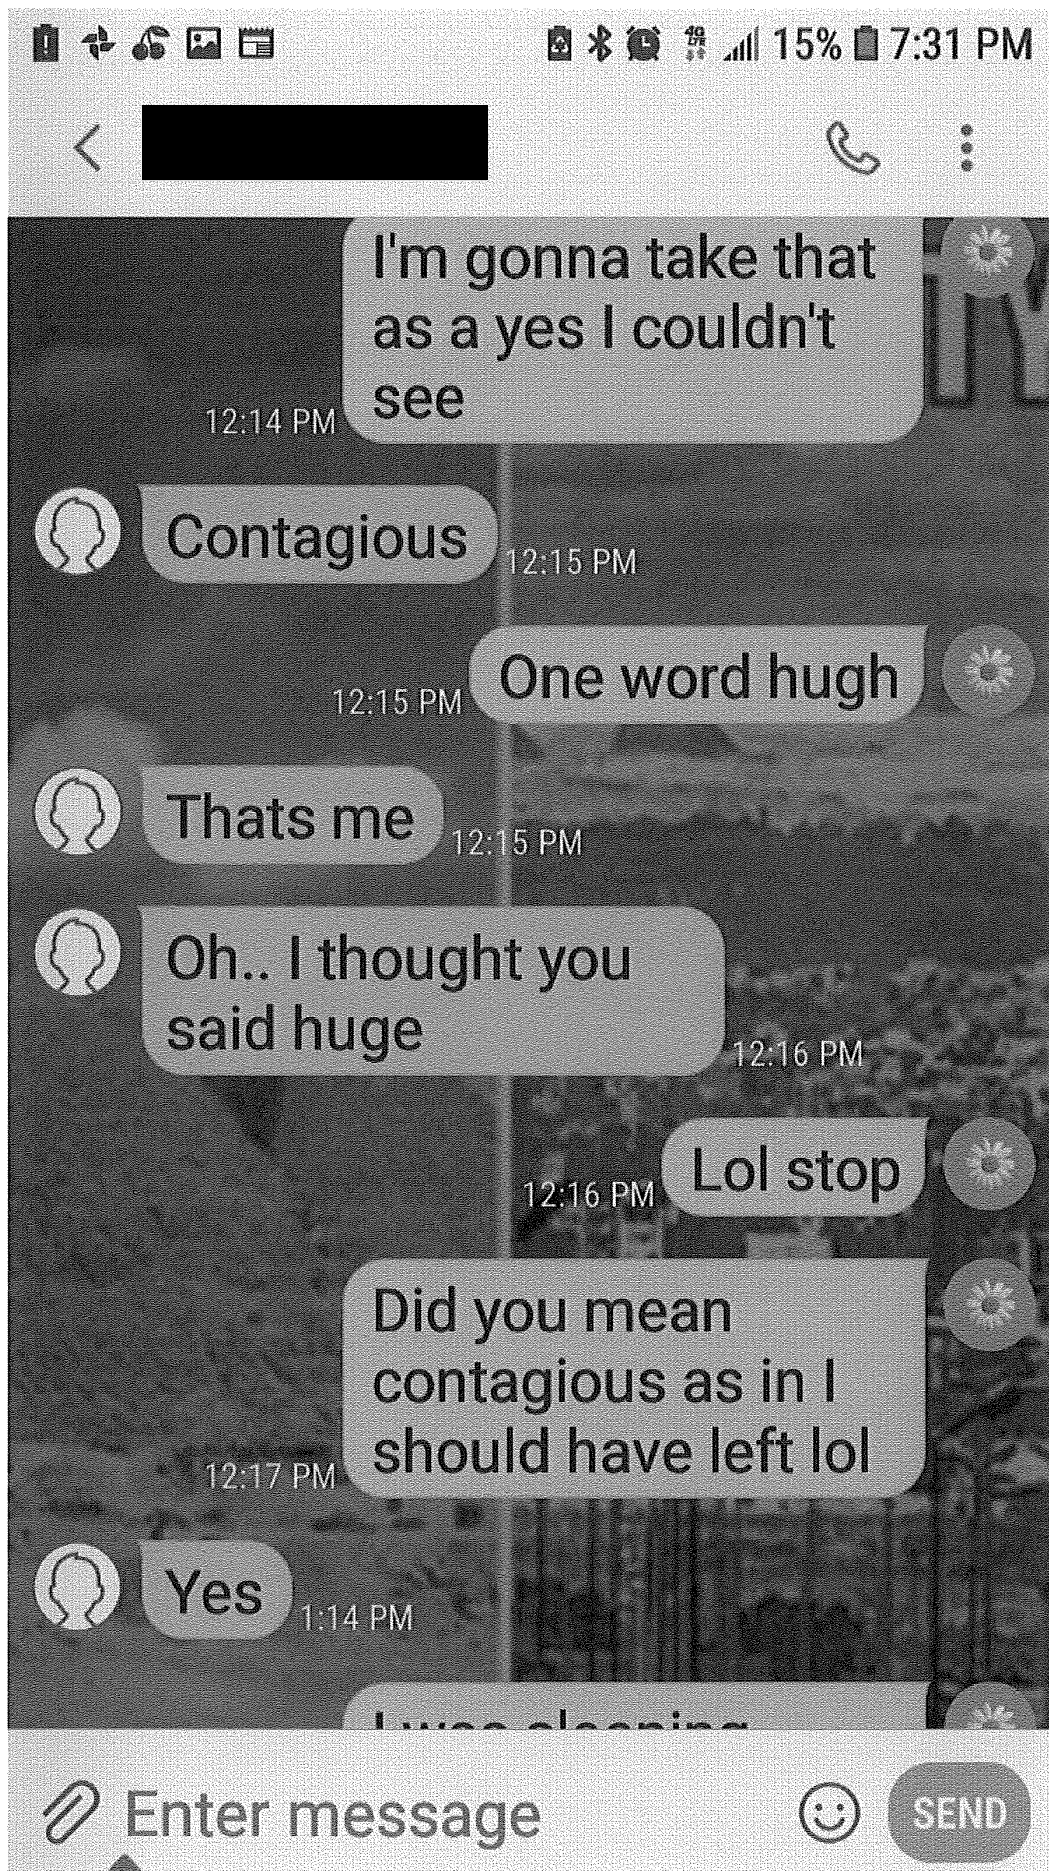 15% 7:31 PM
I'm gonna take that
as a yes I couldn't
see
12:14 PM
Contagious
12:15 PM
One word hugh
12:15 PM
Thats me
12:15 PM
Oh.. I thought you
said huge
12:16 PM
Lol stop
12:16 PM
Did you mean
contagious as in I
should have left lol
12:17 PM
Yes
1:14 PM
I was sleeping
Enter message
SEND